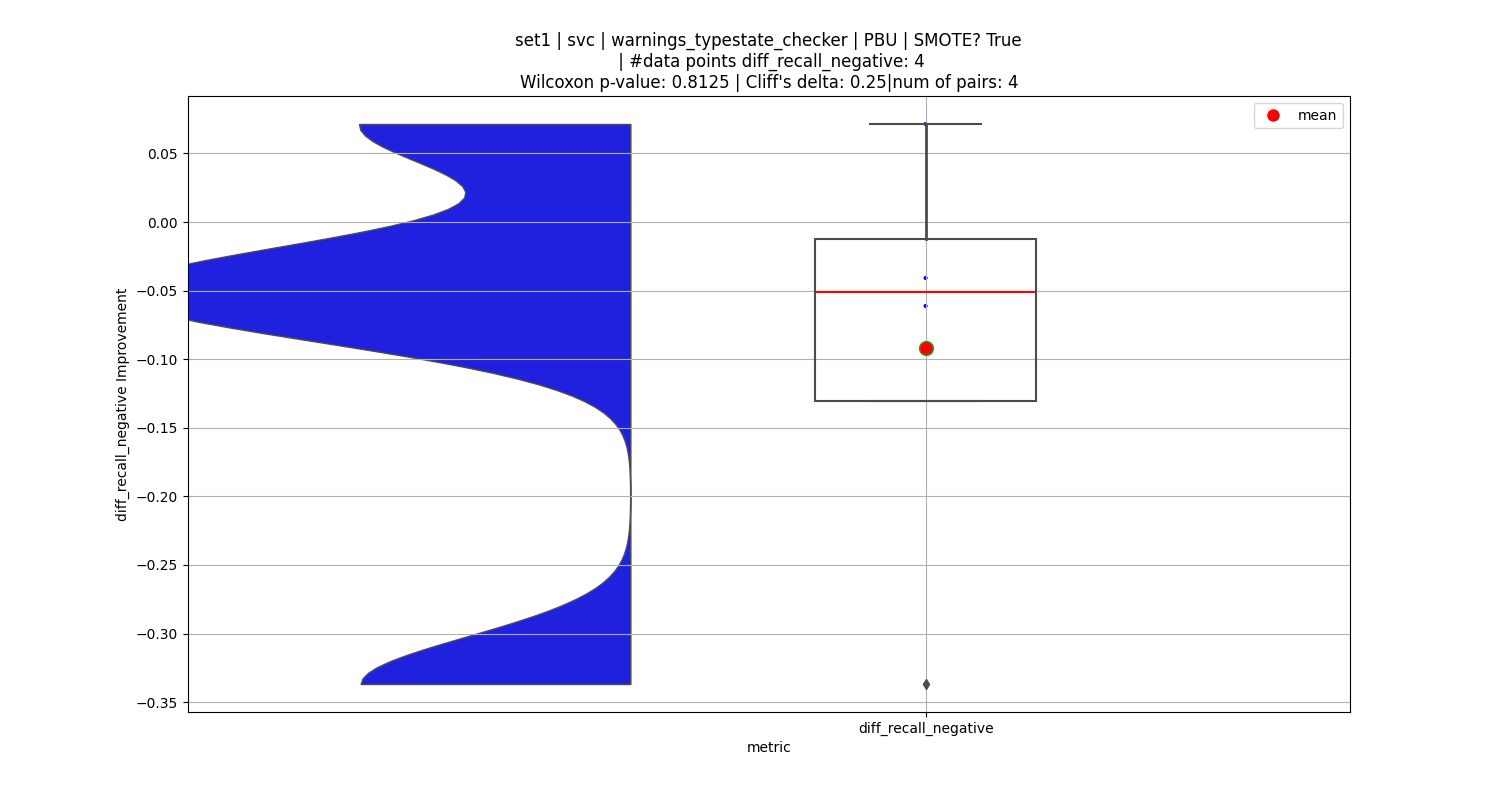 set1 | svc | warnings_typestate_checker | PBU | SMOTE? True
| #data points diff_recall_negative: 4
Wilcoxon p-value: 0.8125 | Cliff's delta: 0.25|num of pairs: 4
mean
0.05
0.00
−0.05
−0.10
−0.15
−0.20
−0.25
−0.30
−0.35
diff_recall_negative Improvement
diff_recall_negative
metric